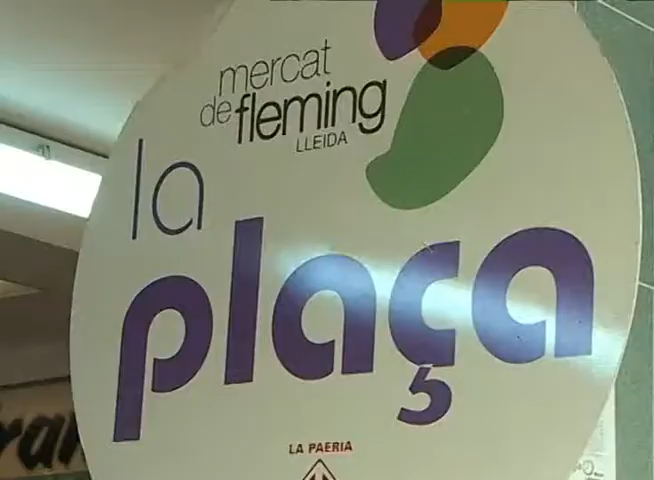 mercat
de fleming
LLEIDA
la
plaça
LA PAERIA